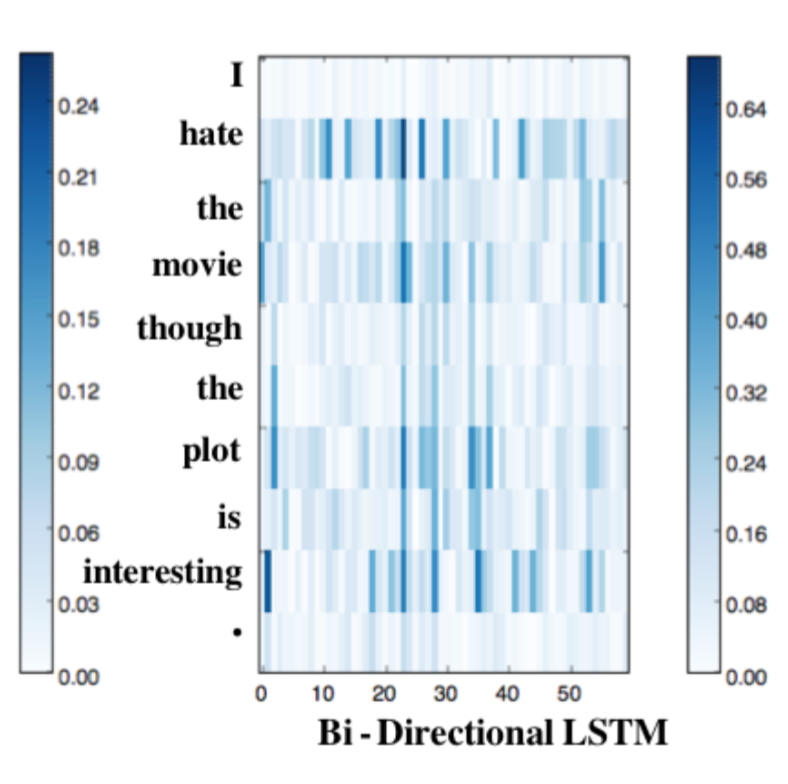 0.24
0.21
0.18
0.15
0.12
0.09
0.06
0.03
0.00
I
hate
the
movie
though
the
plot
is
interesting
.
0 10 20 30 40 50
Bi - Directional LSTM
0.64
0.56
0.48
0.40
0.32
0.24
0.16
0.08
0.00